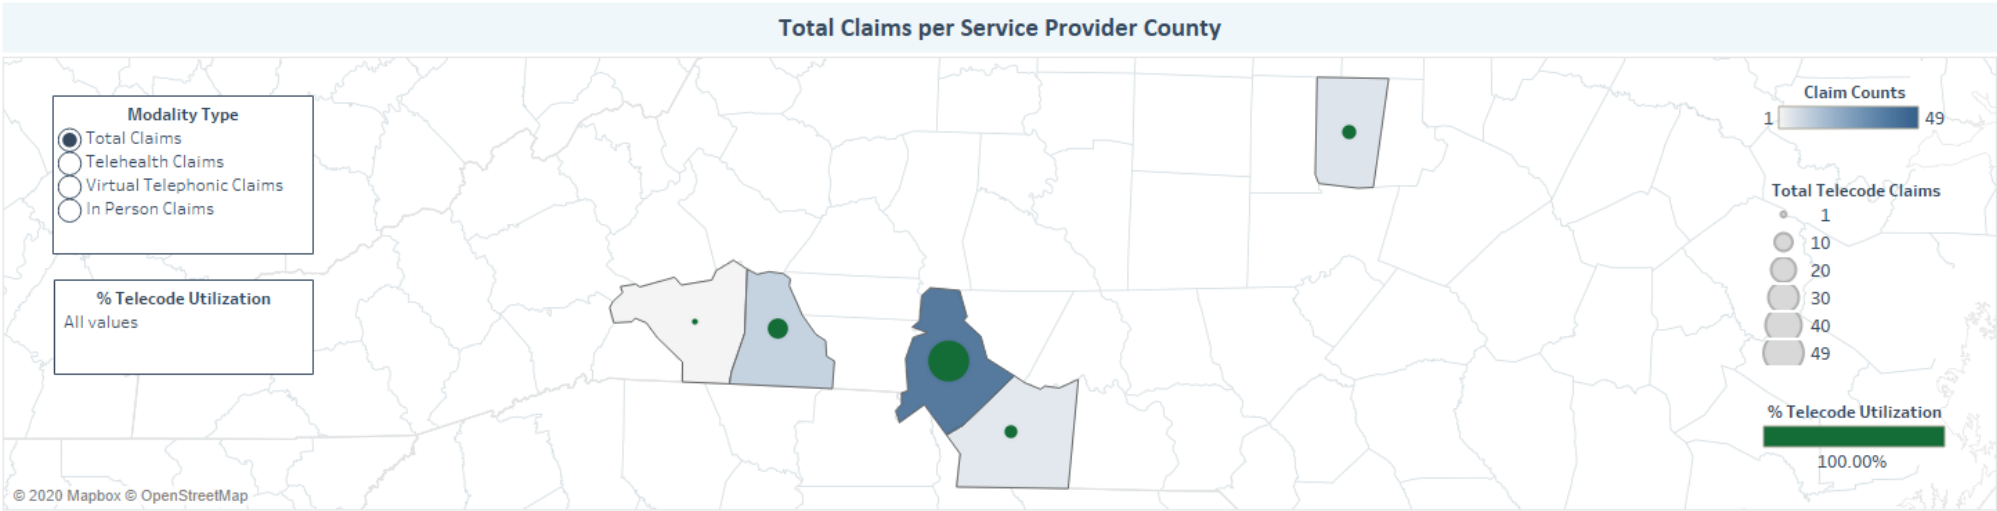 Total Claims per Service Provider County
Modality Type
Total Claims
Telehealth Claims
Virtual Telephonic Claims
In Person Claims
% Telecode Utilization
All values
Claim Counts
1 49
Total Telecode Claims
1
10
20
30
40
49
% Telecode Utilization
100.00%
© 2020 Mapbox © OpenStreetMap